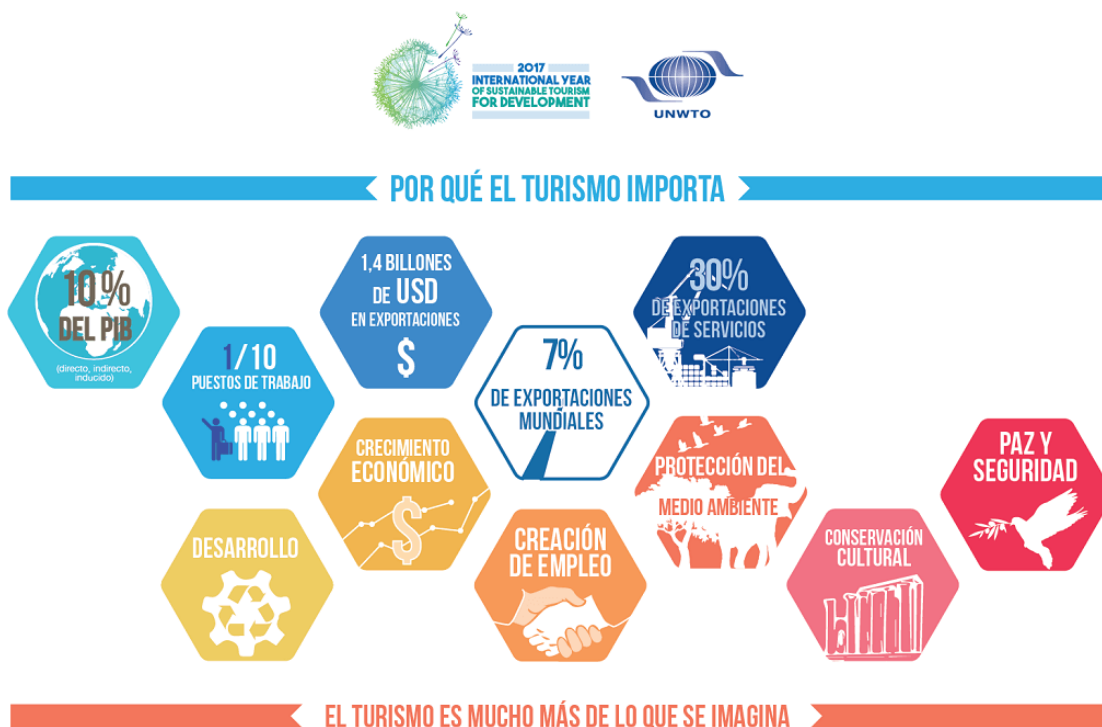 2017
INTERNATIONAL YEAR
OF SUSTAINABLE TOURISM
FOR DEVELOPMENT
UNWTO
POR QUÉ EL TURISMO IMPORTA
10%
DEL PIB
(directo, indirecto,
inducido)
1/10
PUESTOS DE TRABAJO
1,4 BILLONES
DE USD
EN EXPORTACIONES
$
7%
DE EXPORTACIONES
MUNDIALES
30%
DE EXPORTACIONES
DE SERVICIOS
DESARROLLO
CRECIMIENTO
ECONÓMICO
$
CREACIÓN
DE EMPLEO
PROTECCIÓN DEL
MEDIO AMBIENTE
CONSERVACIÓN
CULTURAL
PAZ Y
SEGURIDAD
EL TURISMO ES MUCHO MÁS DE LO QUE SE IMAGINA